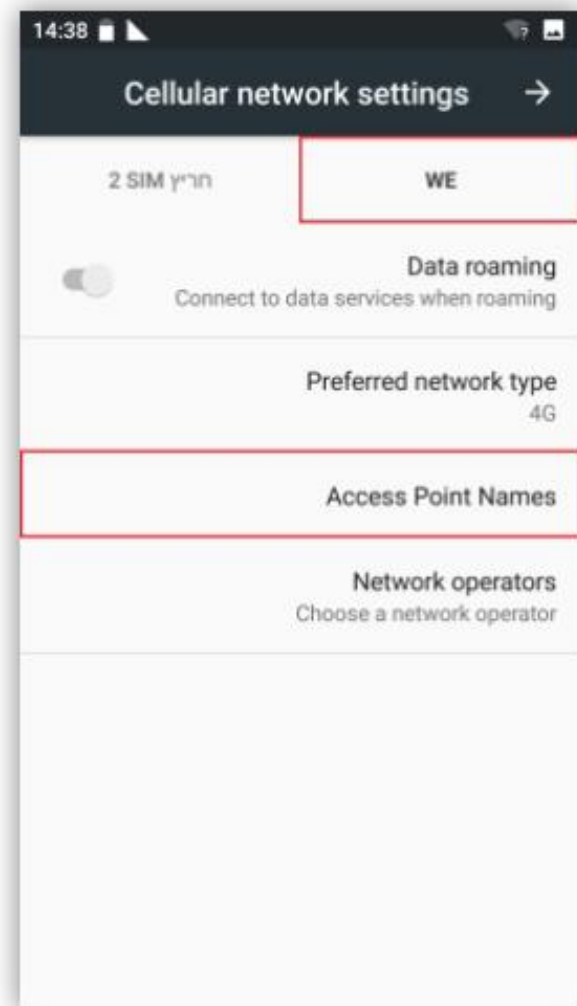 14:38
Cellular network settings
WE
חריץ SIM 2
Data roaming
Connect to data services when roaming
Preferred network type
4G
Access Point Names
Network operators
Choose a network operator